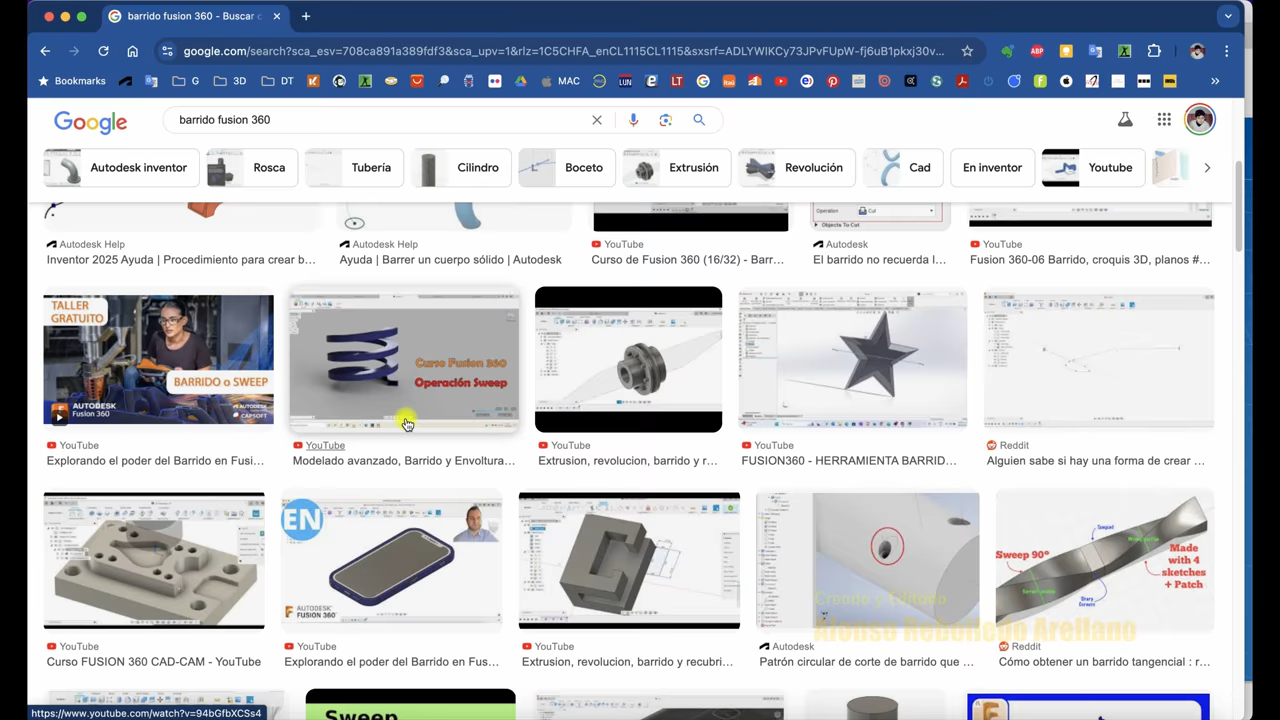 barrido fusion 360 - Buscar c
google.com/search?sca_esv=708ca891a389fdf3&sca_upv=1&rlz=1C5CHFA_enCL1115CL1115&sxsrf=ADLYWIKCy73JPvFUpW-fj6uB1pkxj30v...
Bookmarks
G
3D
DT
MAC
Google
barrido fusion 360
Autodesk inventor
Rosca
Tubería
Cilindro
Boceto
Extrusión
Revolución
Cad
En inventor
Youtube
Operation
Cut
Objects To Cut
Autodesk Help
Autodesk Help
YouTube
Autodesk
YouTube
Inventor 2025 Ayuda | Procedimiento para crear b...
Ayuda | Barrer un cuerpo sólido | Autodesk
Curso de Fusion 360 (16/32) - Barr...
El barrido no recuerda l...
Fusion 360-06 Barrido, croquis 3D, planos #...
TALLER
GRATUITO
BARRIDO o SWEEP
AUTODESK
Fusion 360
CAPSOFT
Curso Fusion 360
Operación Sweep
YouTube
YouTube
YouTube
YouTube
Reddit
Explorando el poder del Barrido en Fusi...
Modelado avanzado, Barrido y Envoltura...
Extrusion, revolucion, barrido y r...
FUSION360 - HERRAMIENTA BARRID...
Alguien sabe si hay una forma de crear ...
EN
AUTODESK
FUSION 360
Sweep 90°
Made
with 4
sketches
+ Patch
YouTube
YouTube
YouTube
Autodesk
Reddit
Curso FUSION 360 CAD-CAM - YouTube
Explorando el poder del Barrido en Fus...
Extrusion, revolucion, barrido y recubri...
Patrón circular de corte de barrido que ...
Cómo obtener un barrido tangencial : r...
Sweep
https://www.youtube.com/watch?v=94bGfbXCSs4